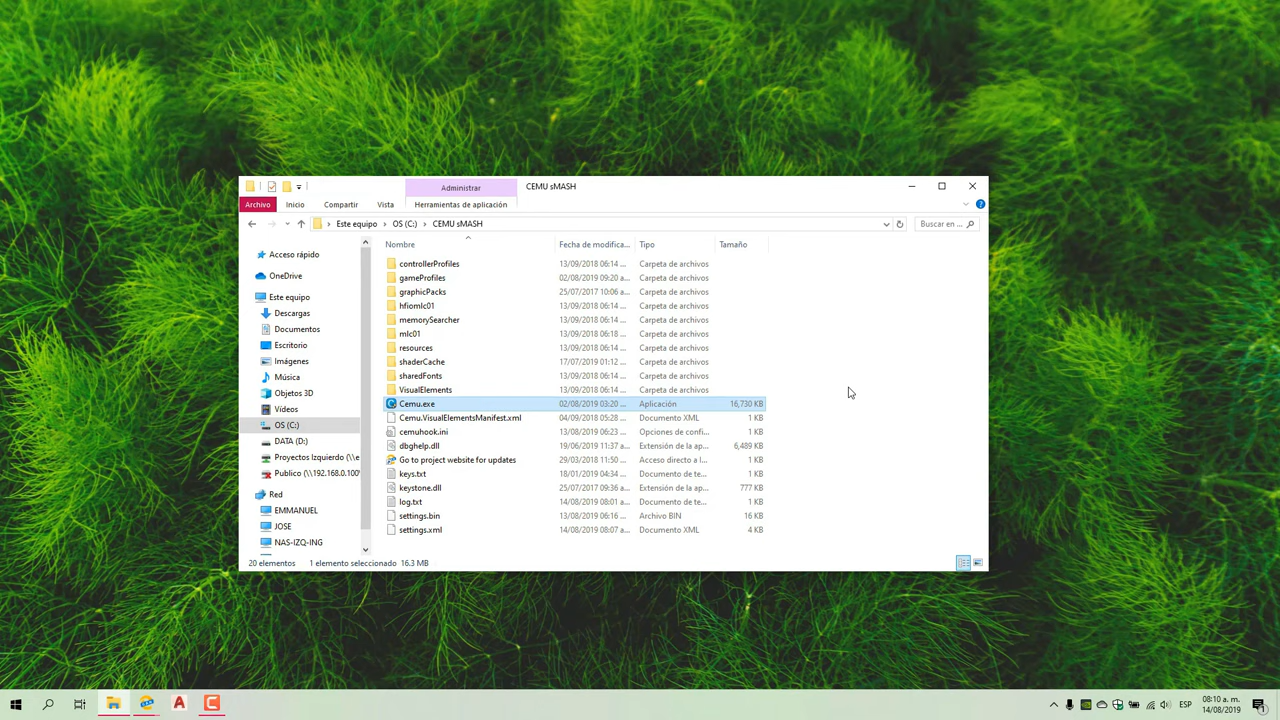 Administrar
CEMU sMASH
Archivo
Inicio
Compartir
Vista
Herramientas de aplicación
Este equipo
OS (C:)
CEMU sMASH
Buscar en ...
Nombre
Fecha de modifica...
Tipo
Tamaño
Acceso rápido
OneDrive
Este equipo
Descargas
Documentos
Escritorio
Imágenes
Música
Objetos 3D
Vídeos
OS (C:)
DATA (D:)
Proyectos Izquierdo (\\e
Publico (\\192.168.0.100\
Red
EMMANUEL
JOSE
NAS-IZQ-ING
controllerProfiles 13/09/2018 06:14 ... Carpeta de archivos
gameProfiles 02/08/2019 09:20 a... Carpeta de archivos
graphicPacks 25/07/2017 10:06 a... Carpeta de archivos
hfiomlc01 13/09/2018 06:14 ... Carpeta de archivos
memorySearcher 13/09/2018 06:14 ... Carpeta de archivos
mlc01 13/09/2018 06:18 ... Carpeta de archivos
resources 13/09/2018 06:14 ... Carpeta de archivos
shaderCache 17/07/2019 01:12 ... Carpeta de archivos
sharedFonts 13/09/2018 06:14 ... Carpeta de archivos
VisualElements 13/09/2018 06:14 ... Carpeta de archivos
Cemu.exe 02/08/2019 03:20 ... Aplicación 16,730 KB
Cemu.VisualElementsManifest.xml 04/09/2018 05:28 ... Documento XML 1 KB
cemuhook.ini 13/09/2018 06:23 ... Opciones de confi... 1 KB
dbghelp.dll 19/06/2019 11:37 a... Extensión de la ap... 6,489 KB
Go to project website for updates 29/03/2018 11:50 ... Acceso directo a I... 1 KB
keys.txt 18/01/2019 04:34 ... Documento de te... 1 KB
keystone.dll 25/07/2017 09:36 a... Extensión de la ap... 777 KB
log.txt 14/08/2019 08:01 a... Documento de te... 1 KB
settings.bin 13/08/2019 06:16 ... Archivo BIN 16 KB
settings.xml 14/08/2019 08:07 a... Documento XML 4 KB
20 elementos 1 elemento seleccionado 16.3 MB
ESP
08:10 a. m.
14/08/2019